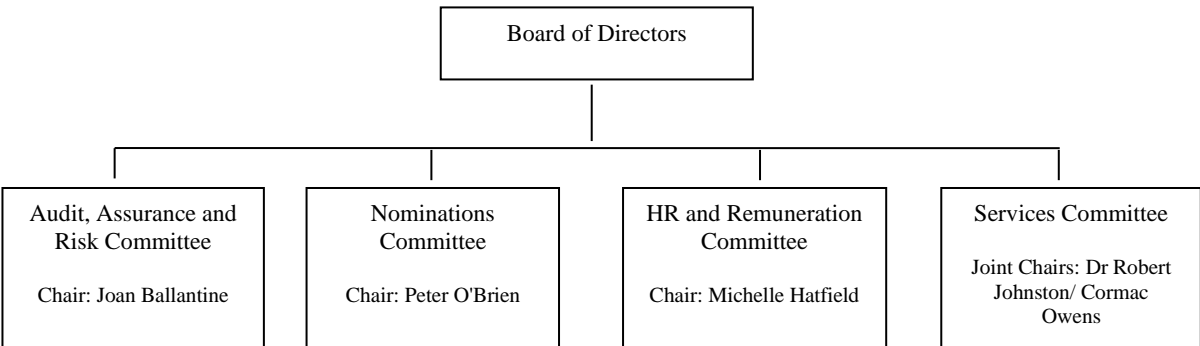 Board of Directors
Audit, Assurance and
Risk Committee
Chair: Joan Ballantine
Nominations
Committee
Chair: Peter O'Brien
HR and Remuneration
Committee
Chair: Michelle Hatfield
Services Committee
Joint Chairs: Dr Robert
Johnston/ Cormac
Owens